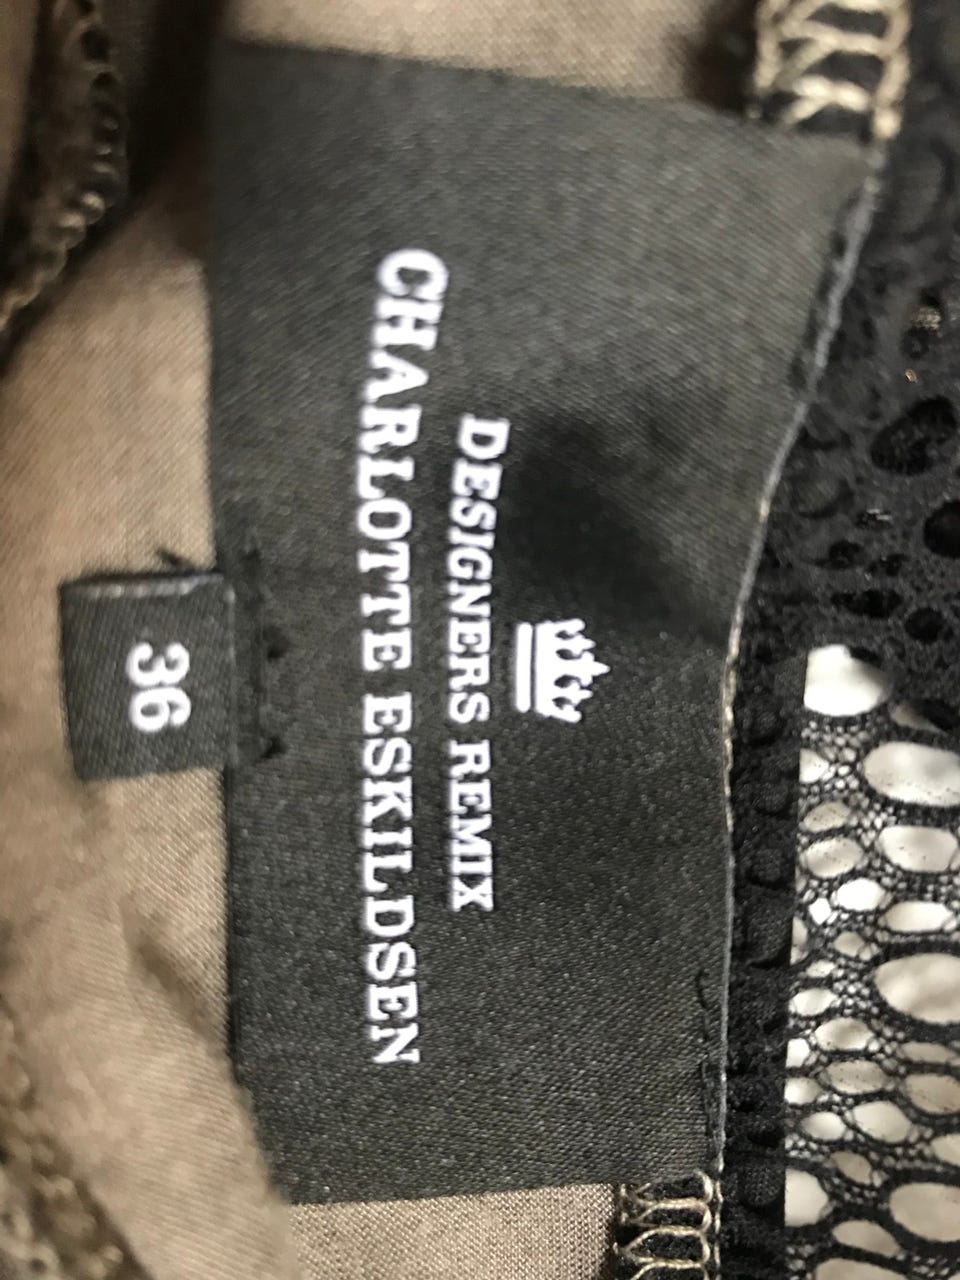 DESIGNERS REMIX
CHARLOTTE ESKILDSEN
36